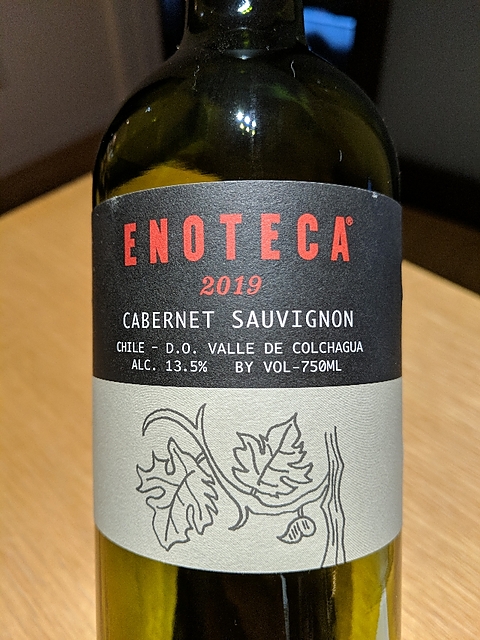 ENOTECA®
2019
CABERNET SAUVIGNON
CHILE - D.O. VALLE DE COLCHAGUA
ALC. 13.5% BY VOL-750ML